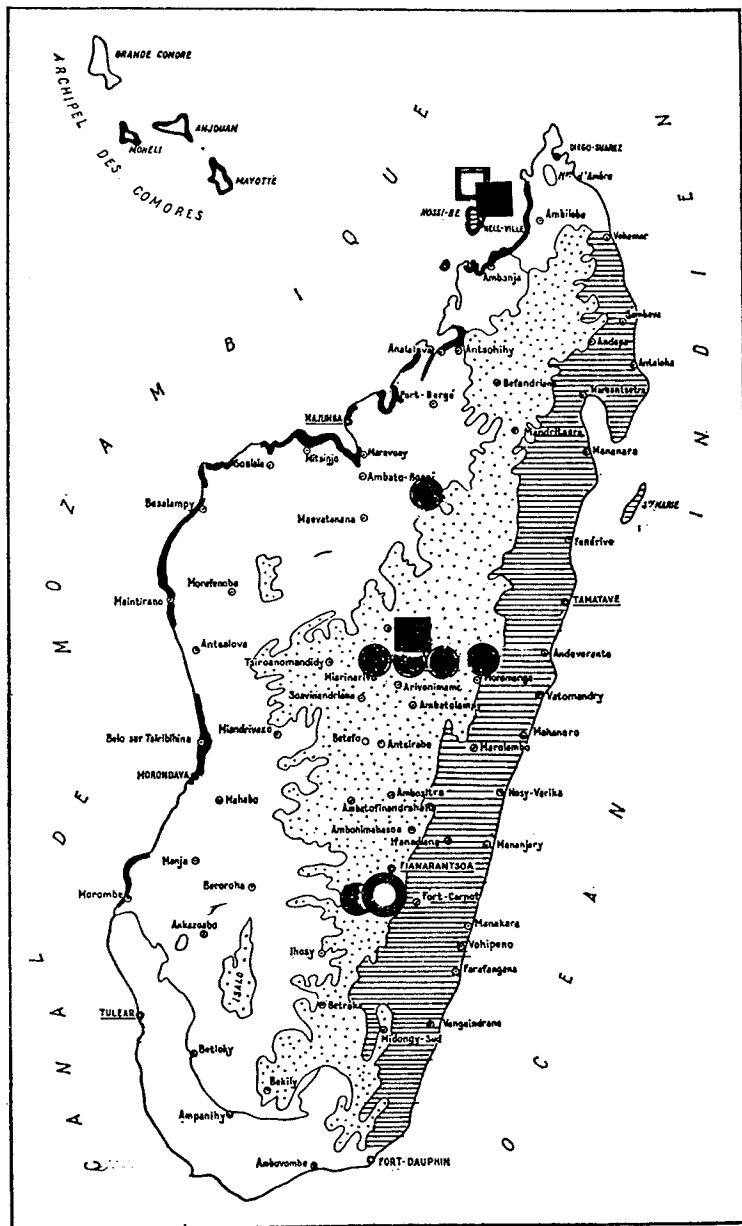 GRANDE COMORE
ARCHIPEL DES COMORES
ANJOUAN
MOHELI
MAYOTTE
CANAL DE MOZAMBIQUE
OCEAN INDIEN
DIEGO-SUAREZ
Mgne d'Ambre
NOSSI-BE
HELL-VILLE
Ambilobe
Vohemar
Ambanja
Sambava
Andapa
Antalaha
Analalava
Antsohihy
Befandriana
Maroantsetra
Port-Bergé
MAJUNGA
Mandritsara
Mananara
Mitsinjo
Marovoay
Soalala
Ambato-Boeni
Besalampy
Ste MARIE
Maevatanana
Fenérive
Morafenobe
Maintirano
TAMATAVE
Antsalova
Tsiroanomandidy
Andevorante
Miarinarivo
Moramanga
Arivonimamo
Soavinandriana
Vatomandry
Ambatolampy
Miandrivazo
Mahanoro
Belo sur Tsiribihina
Betafo
Antsirabe
Marolambo
MORONDAVA
Mahabo
Ambositra
Nosy-Varika
Ambatofinandrahana
Ambohimahasoa
Ifanadiana
Mananjary
Manja
FIANARANTSOA
Beroroha
Morombe
Fort-Carnot
Ankazoabo
Manakara
Vohipeno
Ihosy
ISALO
Farafangana
TULEAR
Betroka
Vangaindrano
Midongy-Sud
Betioky
Bekily
Ampanihy
Ambovombe
FORT-DAUPHIN